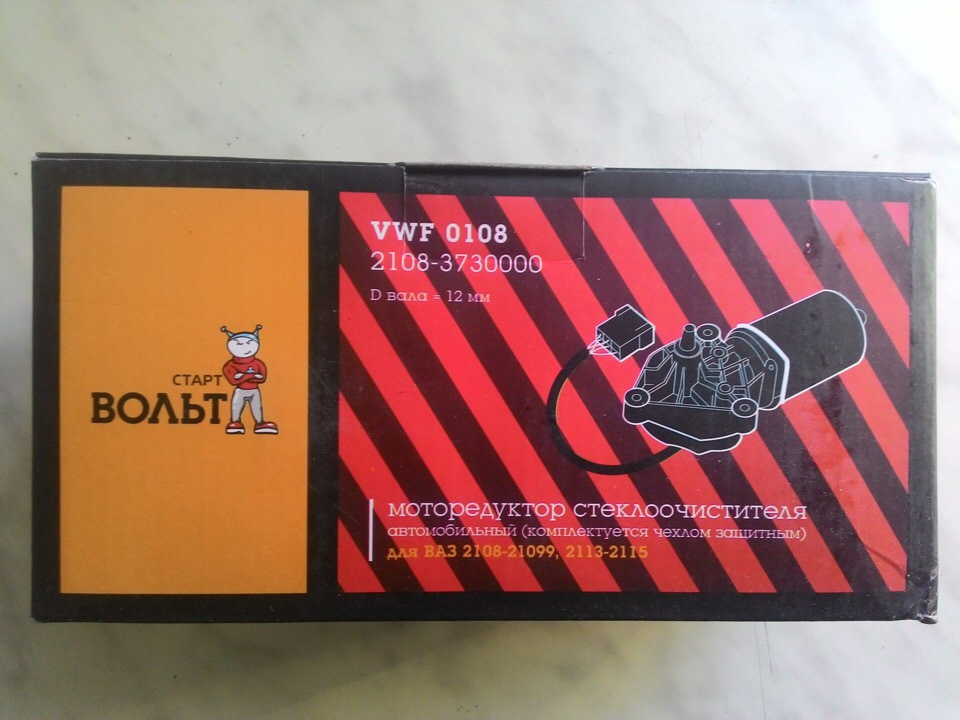 СТАРТ
ВОЛЬТ
VWF 0108
2108-3730000
D вала = 12 мм
моторедуктор стеклоочистителя
автомобильный (комплектуется чехлом защитным)
для ВАЗ 2108-21099, 2113-2115